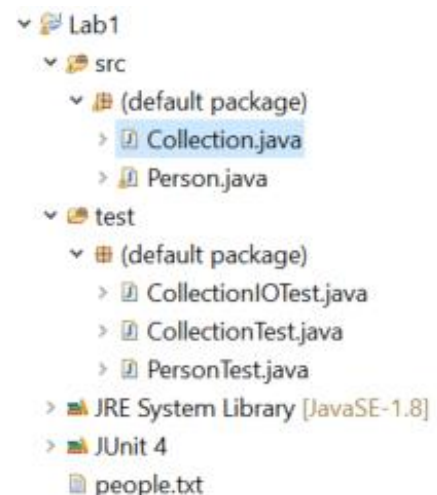 Lab1
src
(default package)
Collection.java
Person.java
test
(default package)
CollectionIOTest.java
CollectionTest.java
PersonTest.java
JRE System Library [JavaSE-1.8]
JUnit 4
people.txt